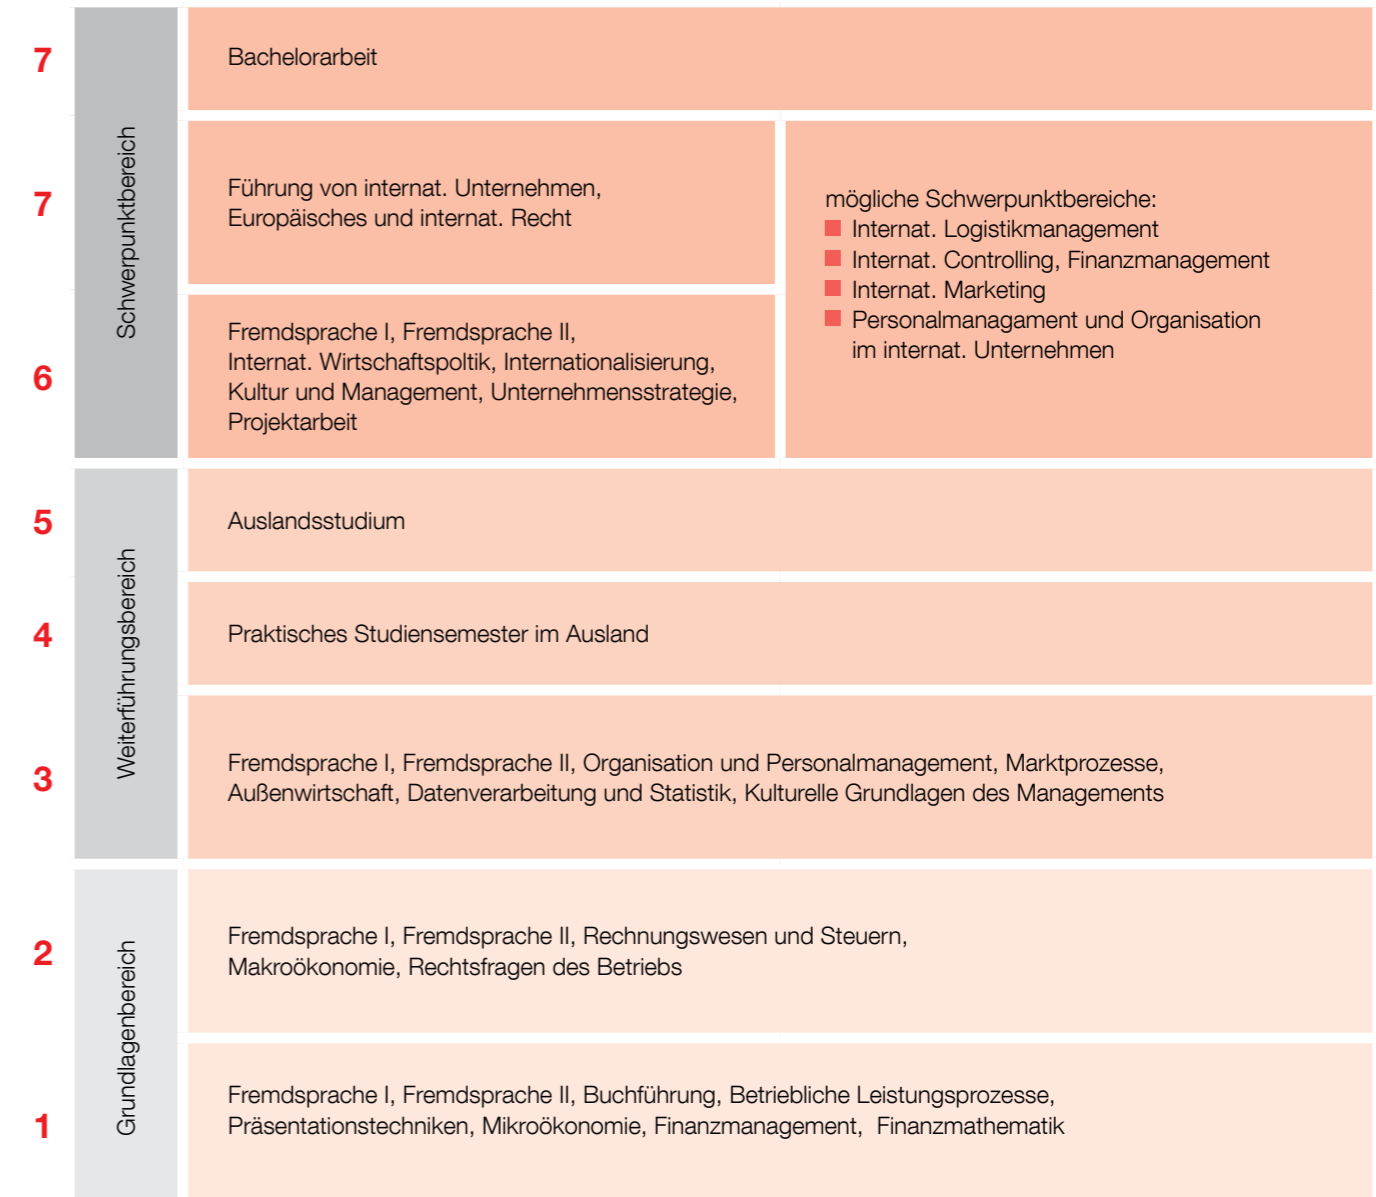 7
Bachelorarbeit
Schwerpunktbereich
7
Führung von internat. Unternehmen,
Europäisches und internat. Recht
mögliche Schwerpunktbereiche:
Internat. Logistikmanagement
Internat. Controlling, Finanzmanagement
Internat. Marketing
Personalmanagament und Organisation
im internat. Unternehmen
6
Fremdsprache I, Fremdsprache II,
Internat. Wirtschaftspoltik, Internationalisierung,
Kultur und Management, Unternehmensstrategie,
Projektarbeit
5
Auslandsstudium
Weiterführungsbereich
4
Praktisches Studiensemester im Ausland
3
Fremdsprache I, Fremdsprache II, Organisation und Personalmanagement, Marktprozesse,
Außenwirtschaft, Datenverarbeitung und Statistik, Kulturelle Grundlagen des Managements
2
Fremdsprache I, Fremdsprache II, Rechnungswesen und Steuern,
Makroökonomie, Rechtsfragen des Betriebs
Grundlagenbereich
1
Fremdsprache I, Fremdsprache II, Buchführung, Betriebliche Leistungsprozesse,
Präsentationstechniken, Mikroökonomie, Finanzmanagement, Finanzmathematik